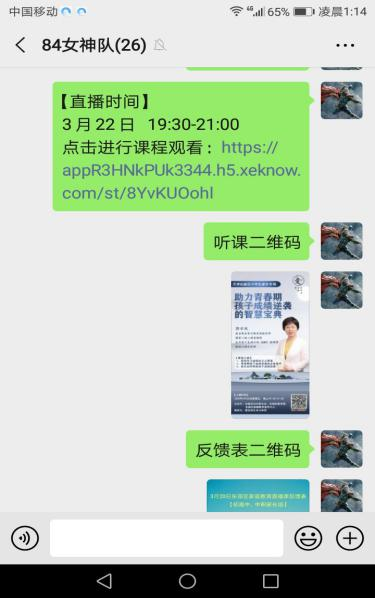 中国移动 65% 凌晨1:14
84女神队(26)
【直播时间】
3月22日 19:30-21:00
点击进行课程观看：https://
appR3HNkPUk3344.h5.xeknow.
com/st/8YvKUOohl
听课二维码
助力青春期
孩子成绩逆袭
的智慧宝典
反馈表二维码